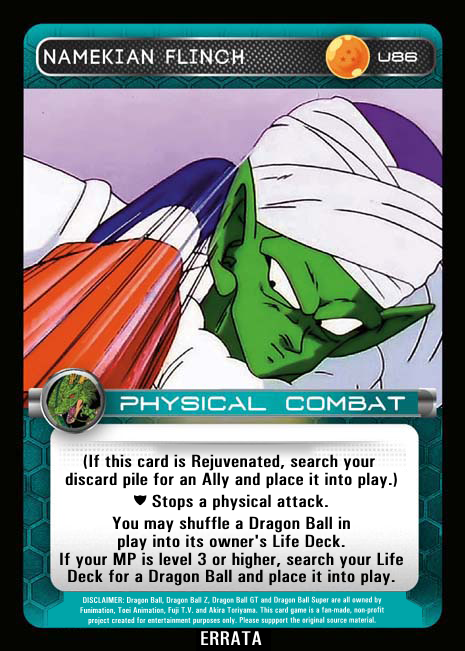 NAMEKIAN FLINCH
U86
PHYSICAL COMBAT
(If this card is Rejuvenated, search your
discard pile for an Ally and place it into play.)
Stops a physical attack.
You may shuffle a Dragon Ball in
play into its owner's Life Deck.
If your MP is level 3 or higher, search your Life
Deck for a Dragon Ball and place it into play.
DISCLAIMER: Dragon Ball, Dragon Ball Z, Dragon Ball GT and Dragon Ball Super are all owned by
Funimation, Toei Animation, Fuji T.V. and Akira Toriyama. This card game is a fan-made, non-profit
project created for entertainment purposes only. Please suppport the original source material.
ERRATA